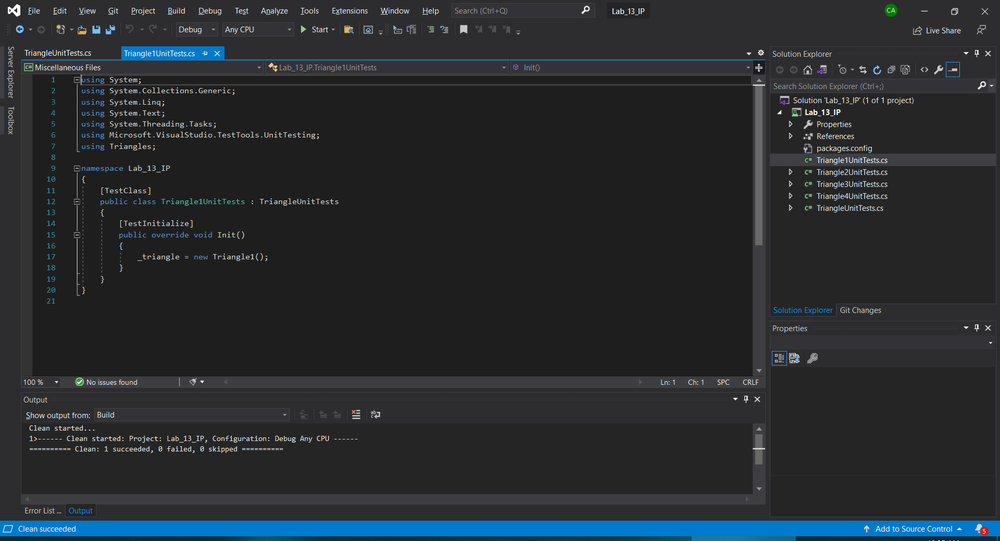 File Edit View Git Project Build Debug Test Analyze Tools Extensions Window Help Search (Ctrl+Q) Lab_13_IP CA
Debug Any CPU Start Live Share
Server Explorer
Toolbox
TriangleUnitTests.cs Triangle1UnitTests.cs
C# Miscellaneous Files Lab_13_IP.Triangle1UnitTests Init()
1 using System;
2 using System.Collections.Generic;
3 using System.Linq;
4 using System.Text;
5 using System.Threading.Tasks;
6 using Microsoft.VisualStudio.TestTools.UnitTesting;
7 using Triangles;
8
9 namespace Lab_13_IP
10 {
11 [TestClass]
12 public class Triangle1UnitTests : TriangleUnitTests
13 {
14 [TestInitialize]
15 public override void Init()
16 {
17 _triangle = new Triangle1();
18 }
19 }
20 }
21
100 % No issues found Ln: 1 Ch: 1 SPC CRLF
Output
Show output from: Build
Clean started...
1>------ Clean started: Project: Lab_13_IP, Configuration: Debug Any CPU ------
========== Clean: 1 succeeded, 0 failed, 0 skipped ==========
Error List ... Output
Solution Explorer
Search Solution Explorer (Ctrl+;)
Solution 'Lab_13_IP' (1 of 1 project)
Lab_13_IP
Properties
References
packages.config
C# Triangle1UnitTests.cs
C# Triangle2UnitTests.cs
C# Triangle3UnitTests.cs
C# Triangle4UnitTests.cs
C# TriangleUnitTests.cs
Solution Explorer Git Changes
Properties
Clean succeeded Add to Source Control 5